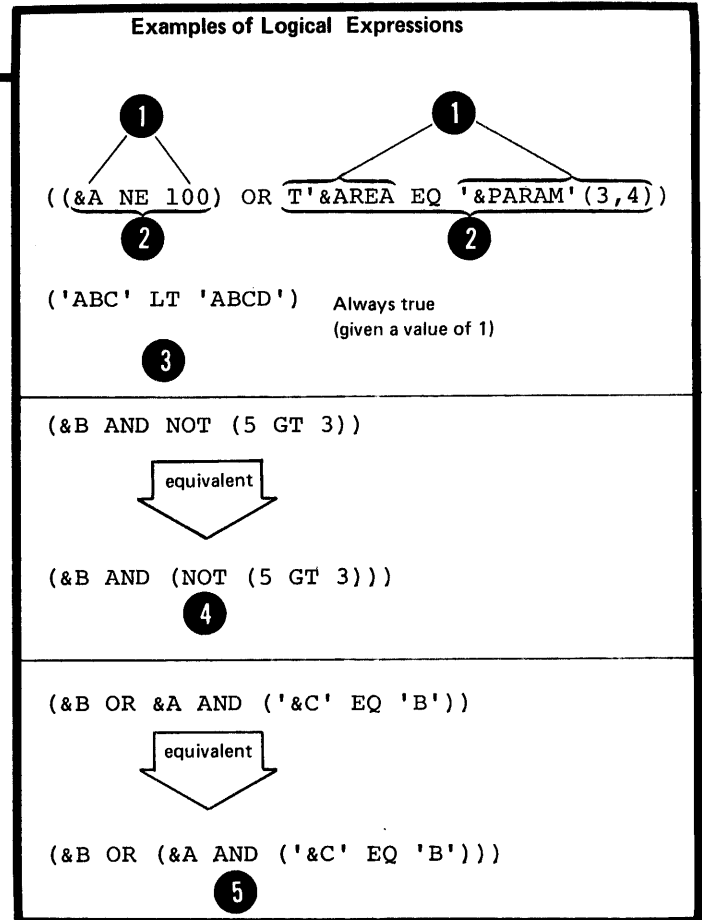 Examples of Logical Expressions
1 1
((&A NE 100) OR T'&AREA EQ '&PARAM'(3,4))
2 2
('ABC' LT 'ABCD') Always true
(given a value of 1)
3
(&B AND NOT (5 GT 3))
equivalent
(&B AND (NOT (5 GT 3)))
4
(&B OR &A AND ('&C' EQ 'B'))
equivalent
(&B OR (&A AND ('&C' EQ 'B')))
5